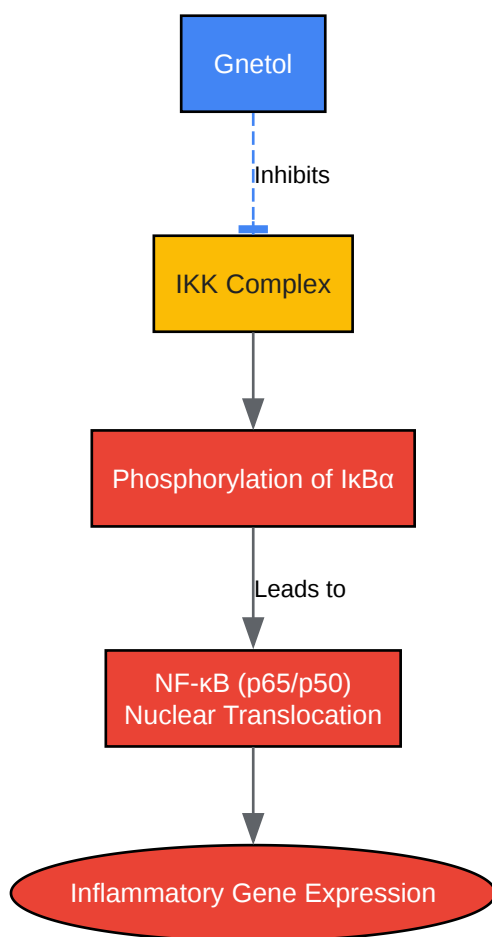 Gnetol
Inhibits
IKK Complex
Phosphorylation of IκBα
Leads to
NF-κB (p65/p50)
Nuclear Translocation
Inflammatory Gene Expression